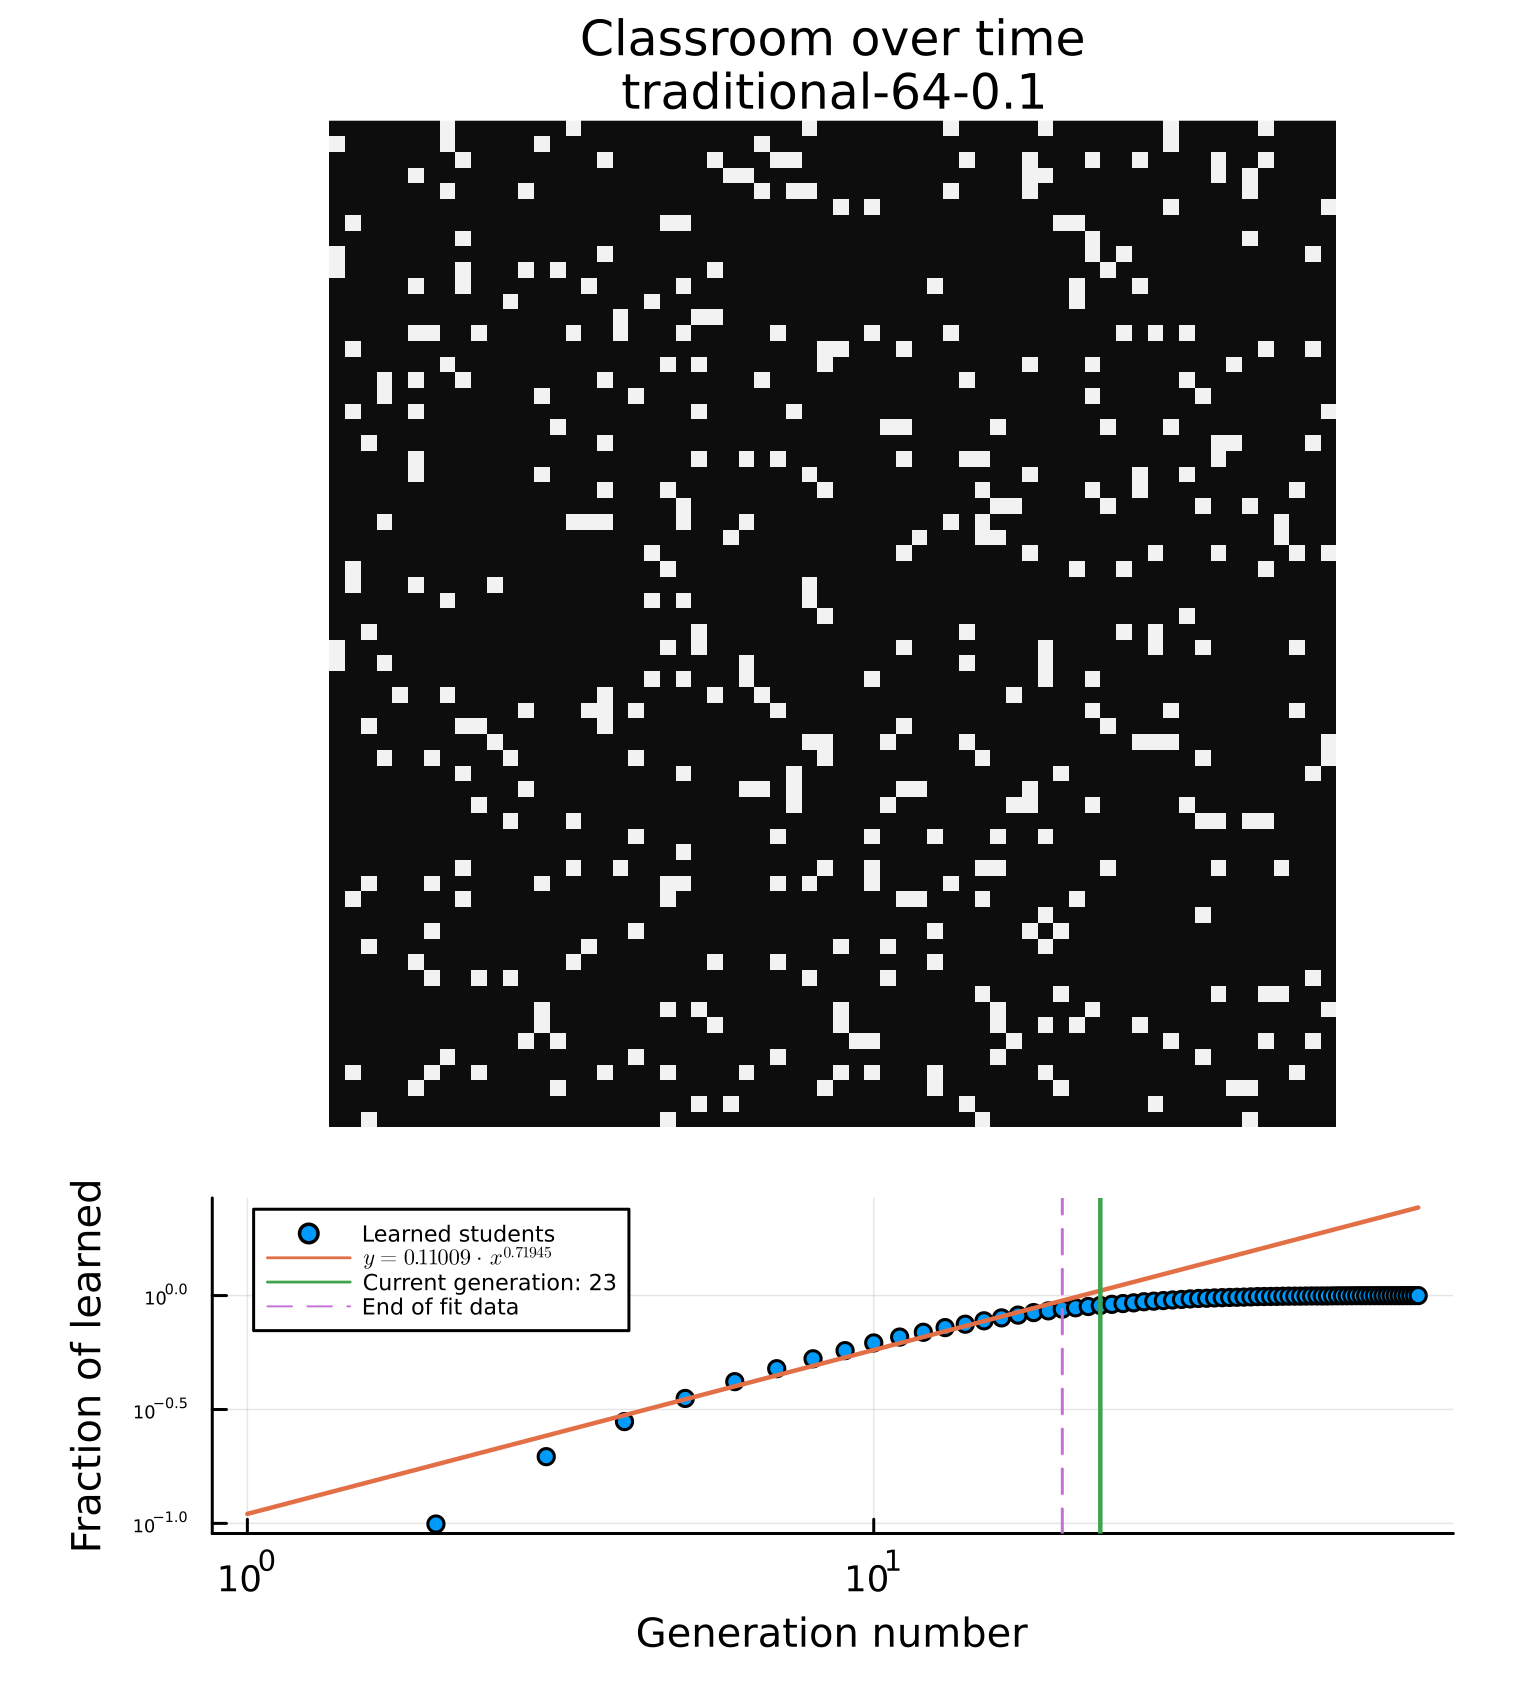 Classroom over time
traditional-64-0.1
Fraction of learned
Learned students
y = 0.11009 · x^0.71945
Current generation: 23
End of fit data
10^0.0
10^−0.5
10^−1.0
10^0
10^1
Generation number